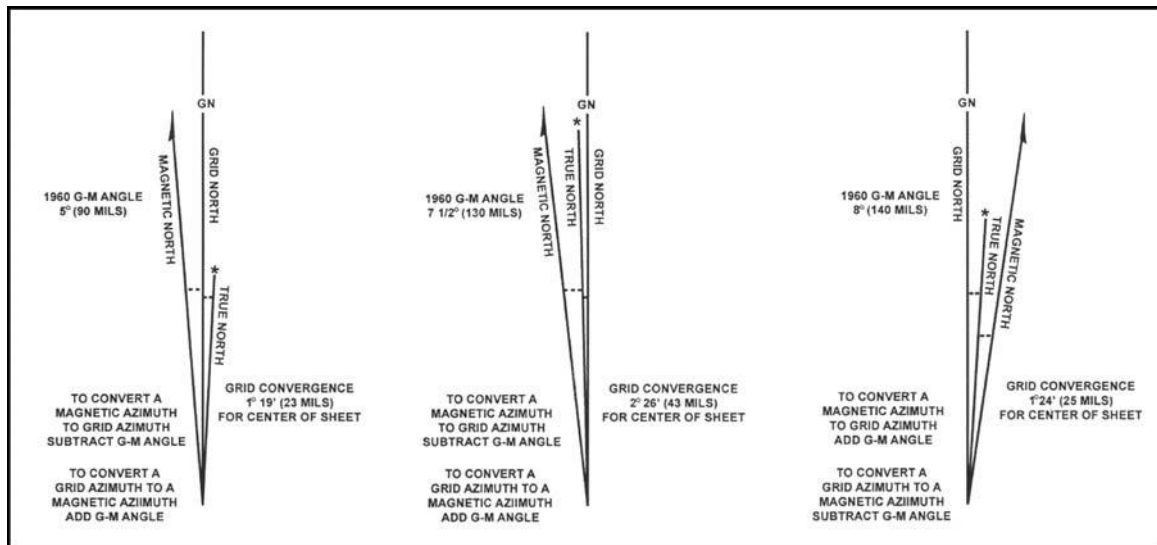 GN
MAGNETIC NORTH
GRID NORTH
1960 G-M ANGLE
5° (90 MILS)
*
TRUE NORTH
GRID CONVERGENCE
1° 19' (23 MILS)
FOR CENTER OF SHEET
TO CONVERT A
MAGNETIC AZIMUTH
TO GRID AZIMUTH
SUBTRACT G-M ANGLE
TO CONVERT A
GRID AZIMUTH TO A
MAGNETIC AZIIMUTH
ADD G-M ANGLE
GN
*
MAGNETIC NORTH
TRUE NORTH
GRID NORTH
1960 G-M ANGLE
7 1/2° (130 MILS)
GRID CONVERGENCE
2° 26' (43 MILS)
FOR CENTER OF SHEET
TO CONVERT A
MAGNETIC AZIMUTH
TO GRID AZIMUTH
SUBTRACT G-M ANGLE
TO CONVERT A
GRID AZIMUTH TO A
MAGNETIC AZIIMUTH
ADD G-M ANGLE
GN
GRID NORTH
*
TRUE NORTH
MAGNETIC NORTH
1960 G-M ANGLE
8° (140 MILS)
GRID CONVERGENCE
1°24' (25 MILS)
FOR CENTER OF SHEET
TO CONVERT A
MAGNETIC AZIMUTH
TO GRID AZIMUTH
ADD G-M ANGLE
TO CONVERT A
GRID AZIMUTH TO A
MAGNETIC AZIIMUTH
SUBTRACT G-M ANGLE